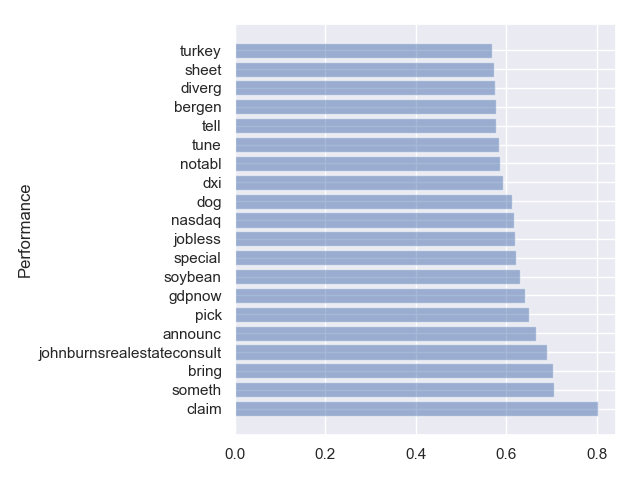 Performance
turkey
sheet
diverg
bergen
tell
tune
notabl
dxi
dog
nasdaq
jobless
special
soybean
gdpnow
pick
announc
johnburnsrealestateconsult
bring
someth
claim
0.0 0.2 0.4 0.6 0.8